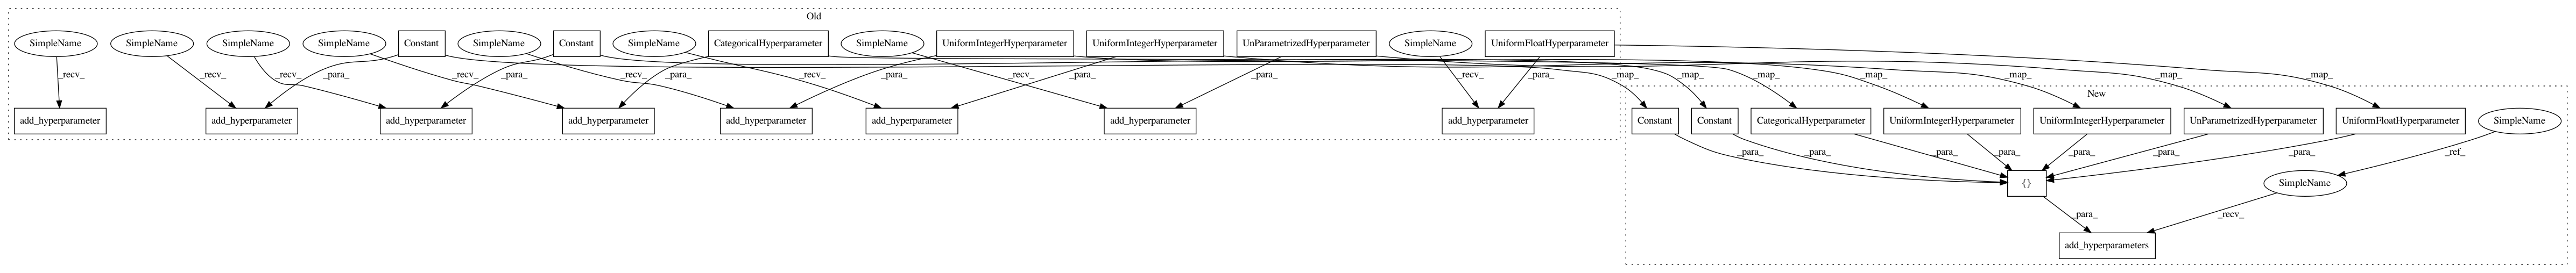 Old
SimpleName SimpleName SimpleName SimpleName Constant SimpleName Constant SimpleName CategoricalHyperparameter SimpleName UniformIntegerHyperparameter UniformIntegerHyperparameter UnParametrizedHyperparameter SimpleName UniformFloatHyperparameter
_recv_ _recv_ _recv_ _para_ _recv_ _para_ _recv_ _para_ _recv_ _para_ _recv_ _para_ _para_ _recv_ _para_ _map_ _map_ _map_ _map_ _map_ _map_ _map_
New
add_hyperparameter add_hyperparameter add_hyperparameter add_hyperparameter add_hyperparameter add_hyperparameter add_hyperparameter add_hyperparameter Constant Constant CategoricalHyperparameter UniformIntegerHyperparameter UniformIntegerHyperparameter UnParametrizedHyperparameter UniformFloatHyperparameter SimpleName
_para_ _para_ _para_ _para_ _para_ _para_ _para_ _ref_
{} SimpleName
_para_ _recv_
add_hyperparameters